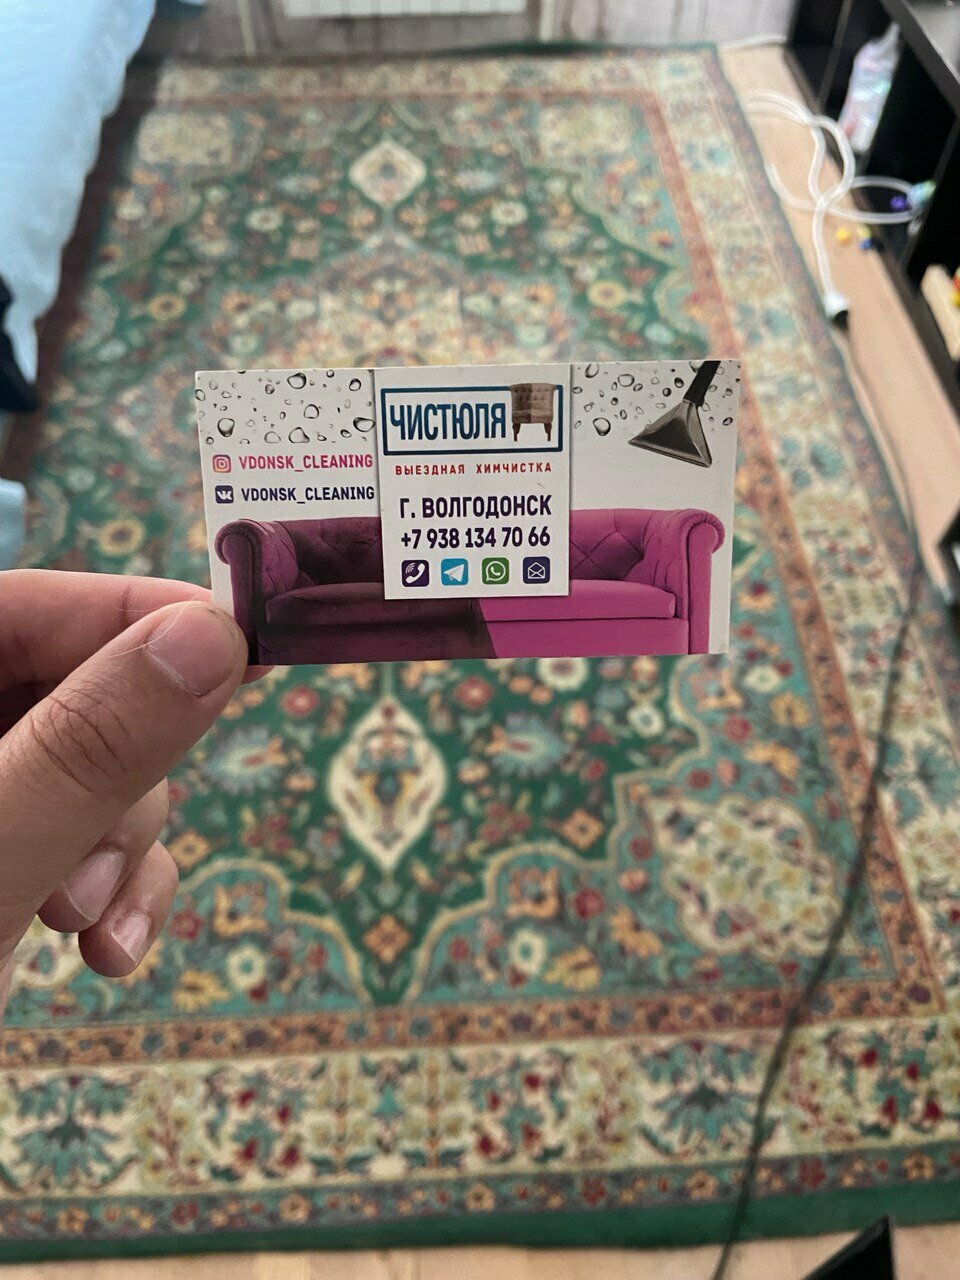 ЧИСТЮЛЯ
ВЫЕЗДНАЯ ХИМЧИСТКА
VDONSK_CLEANING
VDONSK_CLEANING
Г. ВОЛГОДОНСК
+7 938 134 70 66